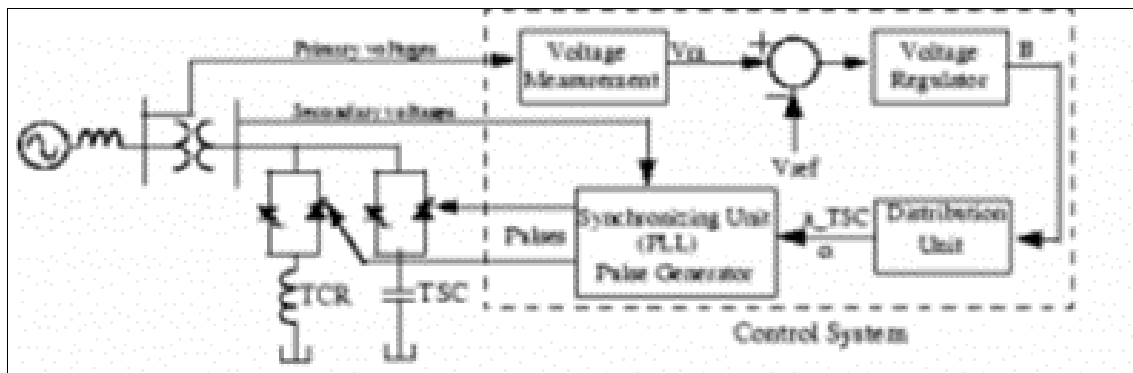 Primary voltages
Voltage
Measurement
Vm
+
Voltage
Regulator
B
Secondary voltages
−
Vref
Synchronizing Unit
(PLL)
Pulse Generator
n_TSC
α
Distribution
Unit
Pulses
TCR
TSC
Control System